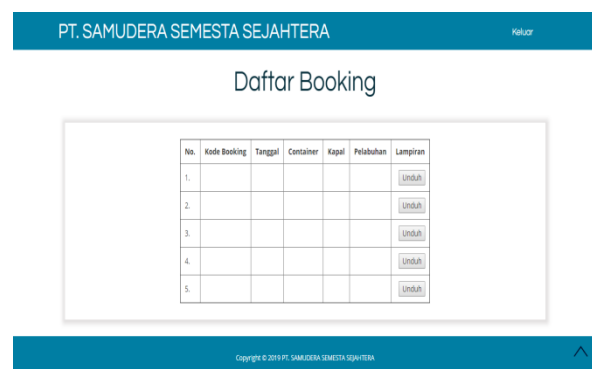 PT. SAMUDERA SEMESTA SEJAHTERA Keluar
Daftar Booking
No. Kode Booking Tanggal Container Kapal Pelabuhan Lampiran
1. Unduh
2. Unduh
3. Unduh
4. Unduh
5. Unduh
Copyright © 2019 PT. SAMUDERA SEMESTA SEJAHTERA